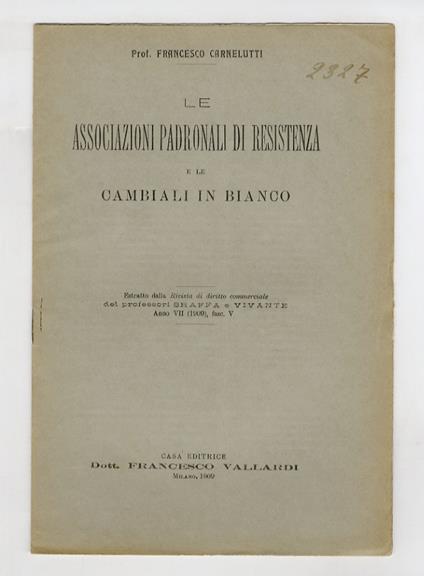 Prof. FRANCESCO CARNELUTTI
2327
LE
ASSOCIAZIONI PADRONALI DI RESISTENZA
E LE
CAMBIALI IN BIANCO
Estratto dalla Rivista di diritto commerciale
dei professori SRAFFA e VIVANTE
Anno VII (1909), fasc. V
CASA EDITRICE
Dott. FRANCESCO VALLARDI
MILANO, 1909